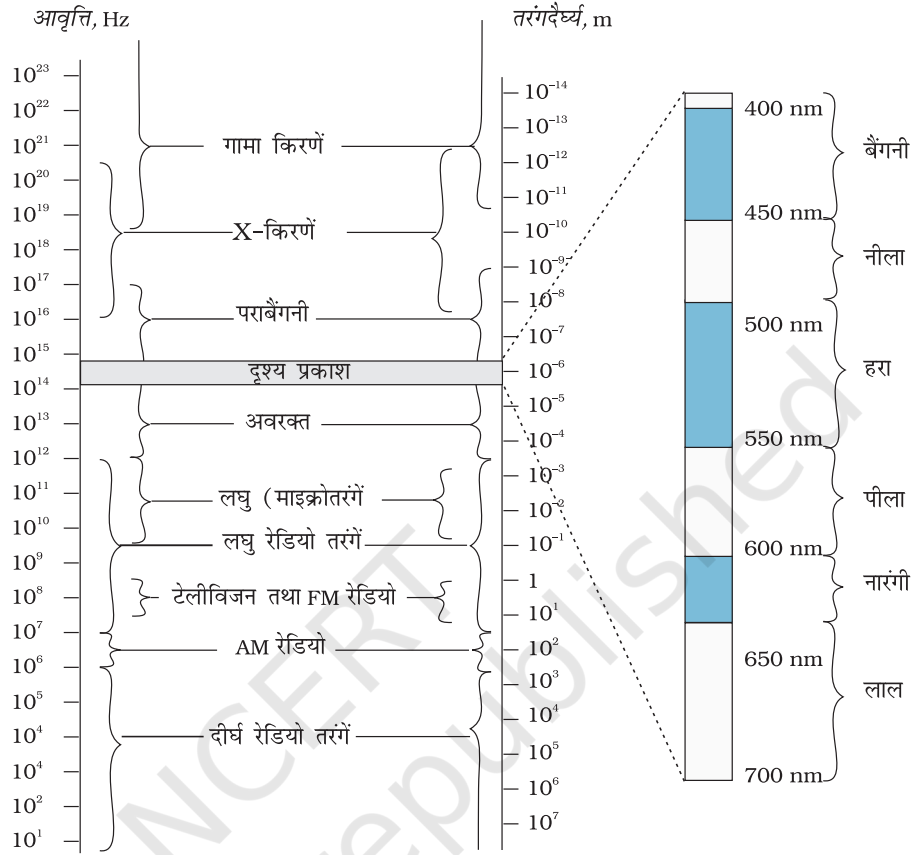 आवृत्ति, Hz
तरंगदैर्घ्य, m
10²³
10²²
10²¹
10²⁰
10¹⁹
10¹⁸
10¹⁷
10¹⁶
10¹⁵
10¹⁴
10¹³
10¹²
10¹¹
10¹⁰
10⁹
10⁸
10⁷
10⁶
10⁵
10⁴
10⁴
10²
10¹
गामा किरणें
X-किरणें
पराबैंगनी
दृश्य प्रकाश
अवरक्त
लघु (माइक्रोतरंगें
लघु रेडियो तरंगें
टेलीविजन तथा FM रेडियो
AM रेडियो
दीर्घ रेडियो तरंगें
10⁻¹⁴
10⁻¹³
10⁻¹²
10⁻¹¹
10⁻¹⁰
10⁻⁹
10⁻⁸
10⁻⁷
10⁻⁶
10⁻⁵
10⁻⁴
10⁻³
10⁻²
10⁻¹
1
10¹
10²
10³
10⁴
10⁵
10⁶
10⁷
400 nm
450 nm
500 nm
550 nm
600 nm
650 nm
700 nm
बैंगनी
नीला
हरा
पीला
नारंगी
लाल
NCERT
republished